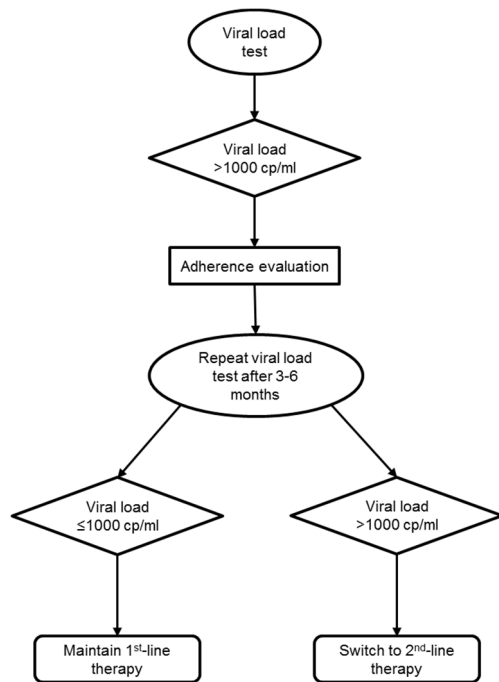 Viral load
test
Viral load
>1000 cp/ml
Adherence evaluation
Repeat viral load
test after 3-6
months
Viral load
≤1000 cp/ml
Viral load
>1000 cp/ml
Maintain 1st-line
therapy
Switch to 2nd-line
therapy